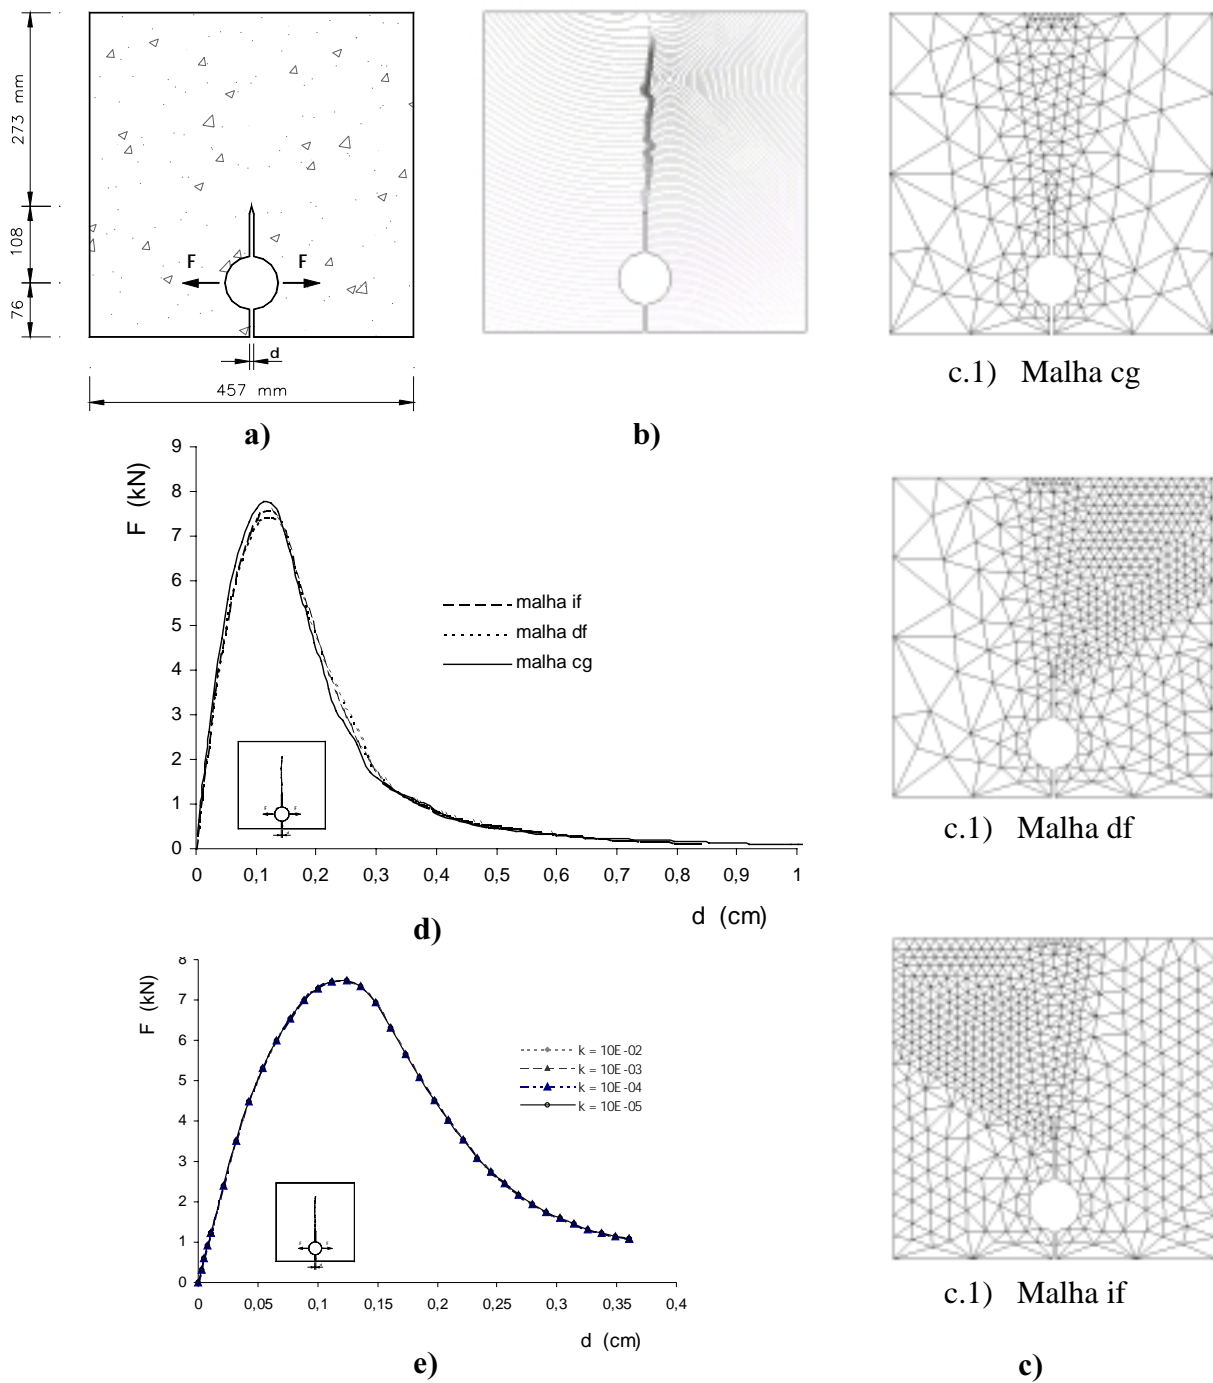 273 mm
108
76
F
F
d
457 mm
a)
b)
c.1) Malha cg
9
8
7
6
5
4
3
2
1
0
F (kN)
malha if
malha df
malha cg
0
0,1
0,2
0,3
0,4
0,5
0,6
0,7
0,8
0,9
1
d (cm)
d)
c.1) Malha df
8
7
6
5
4
3
2
1
0
F (kN)
k = 10E-02
k = 10E-03
k = 10E-04
k = 10E-05
0
0,05
0,1
0,15
0,2
0,25
0,3
0,35
0,4
d (cm)
e)
c.1) Malha if
c)